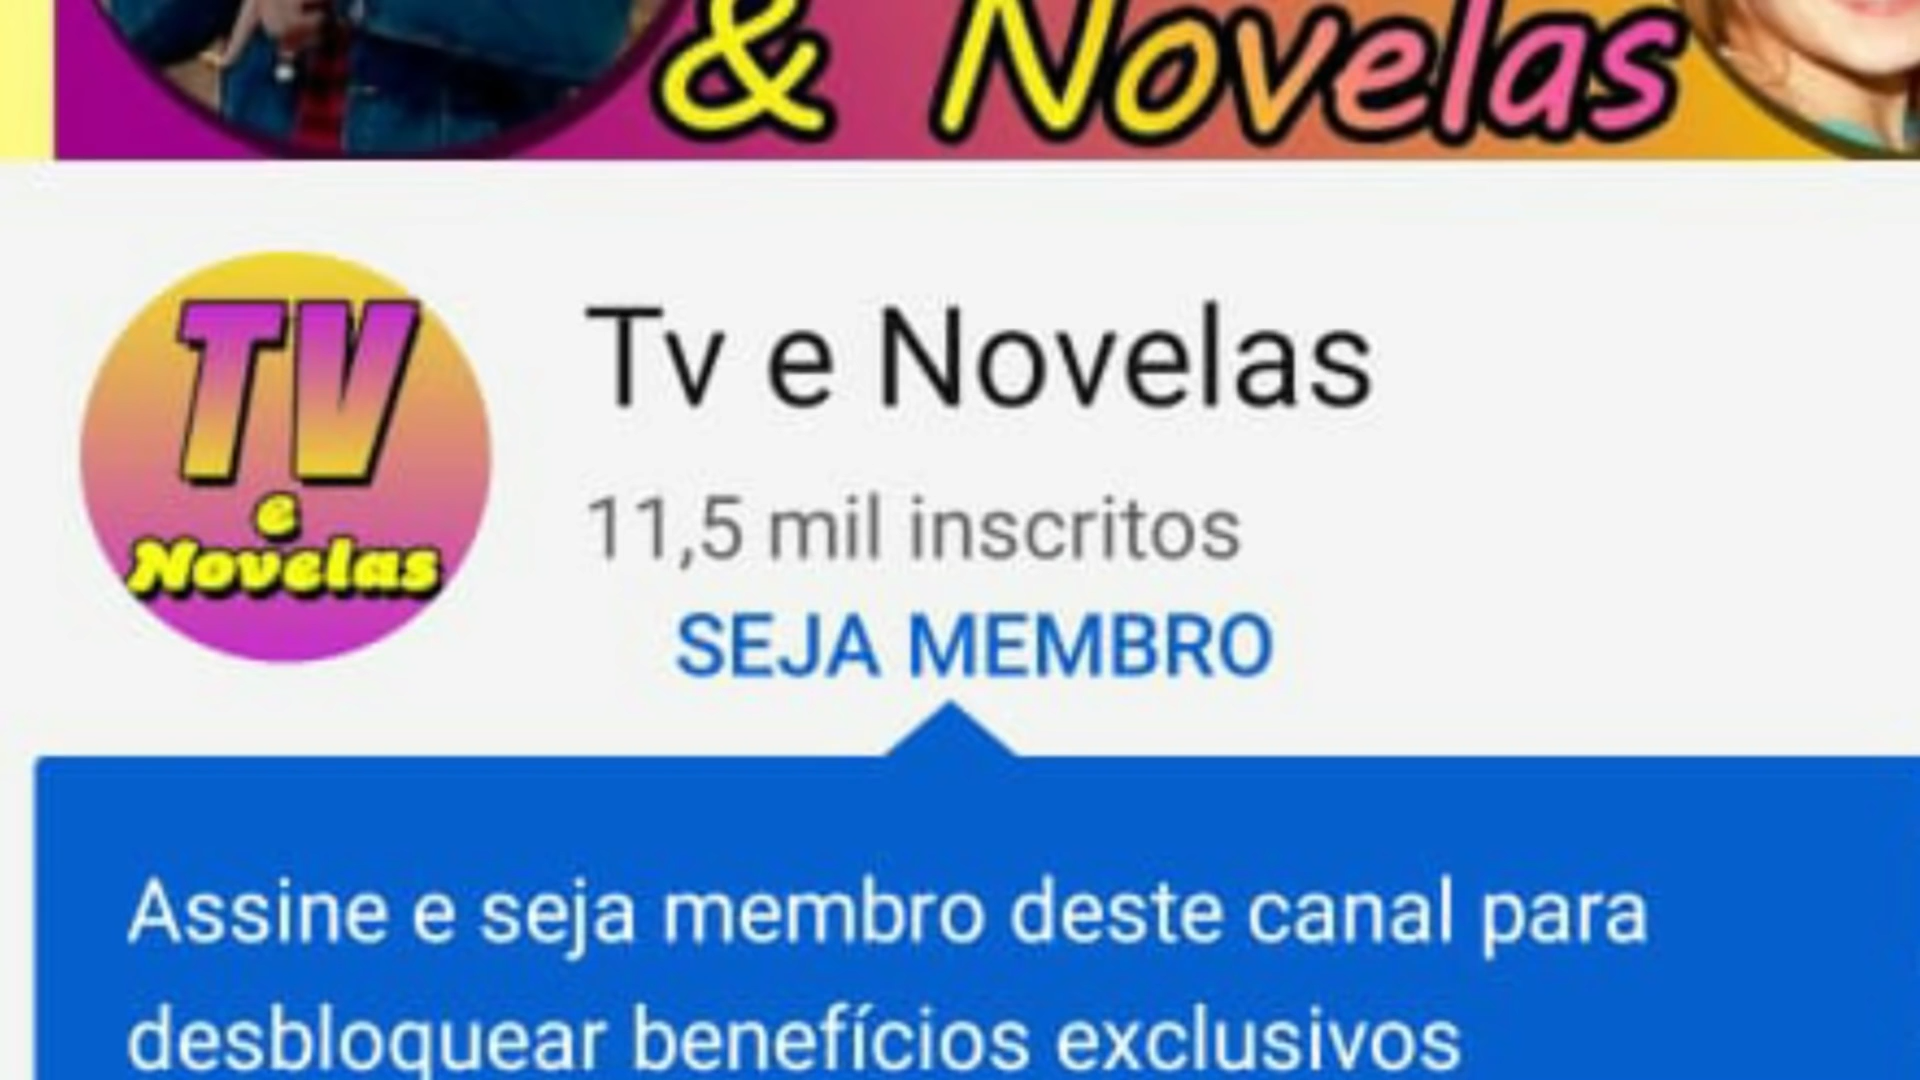 & Novelas
TV
e
Novelas
Tv e Novelas
11,5 mil inscritos
SEJA MEMBRO
Assine e seja membro deste canal para
desbloquear benefícios exclusivos